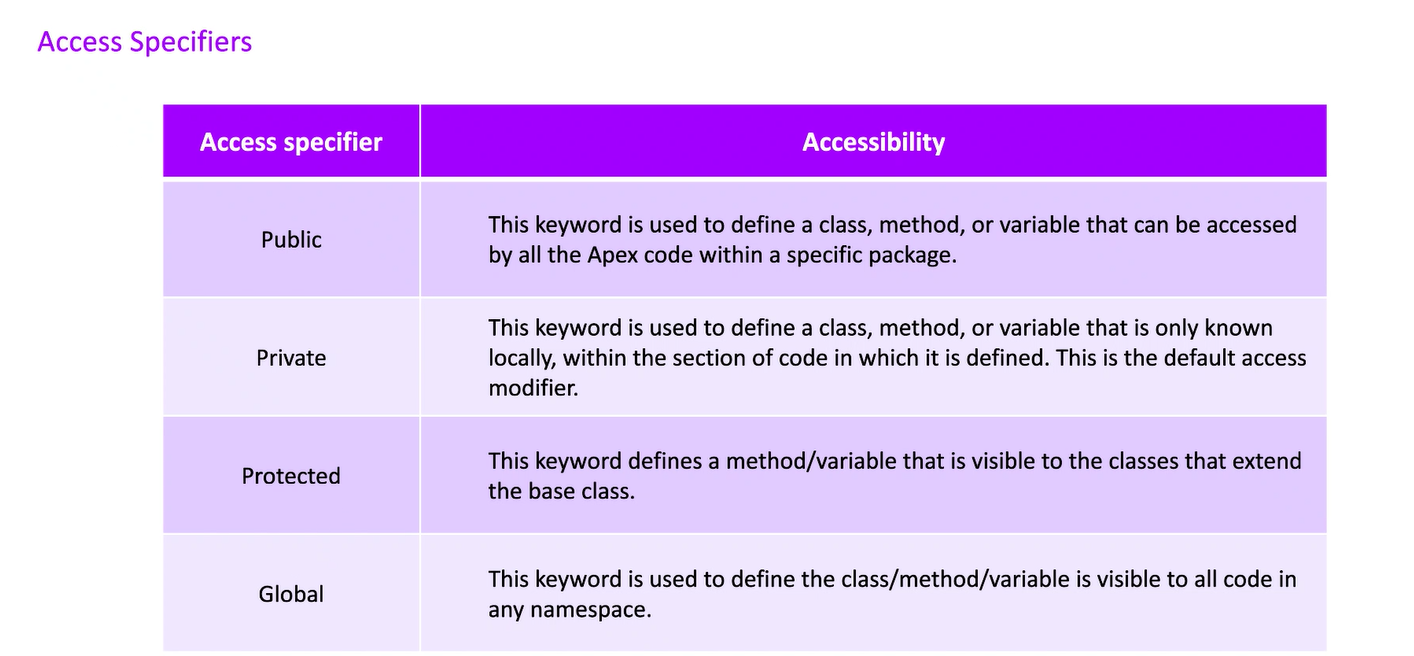 Access Specifiers
Access specifier
Accessibility
Public
This keyword is used to define a class, method, or variable that can be accessed
by all the Apex code within a specific package.
Private
This keyword is used to define a class, method, or variable that is only known
locally, within the section of code in which it is defined. This is the default access
modifier.
Protected
This keyword defines a method/variable that is visible to the classes that extend
the base class.
Global
This keyword is used to define the class/method/variable is visible to all code in
any namespace.